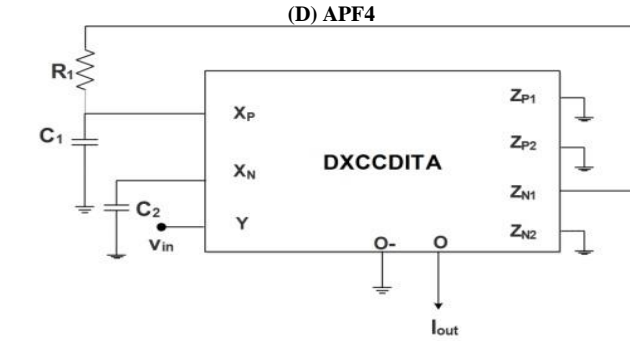 (D) APF4
R1
C1
XP
XN
C2
Y
Vin
DXCCDITA
ZP1
ZP2
ZN1
ZN2
O-
O
Iout